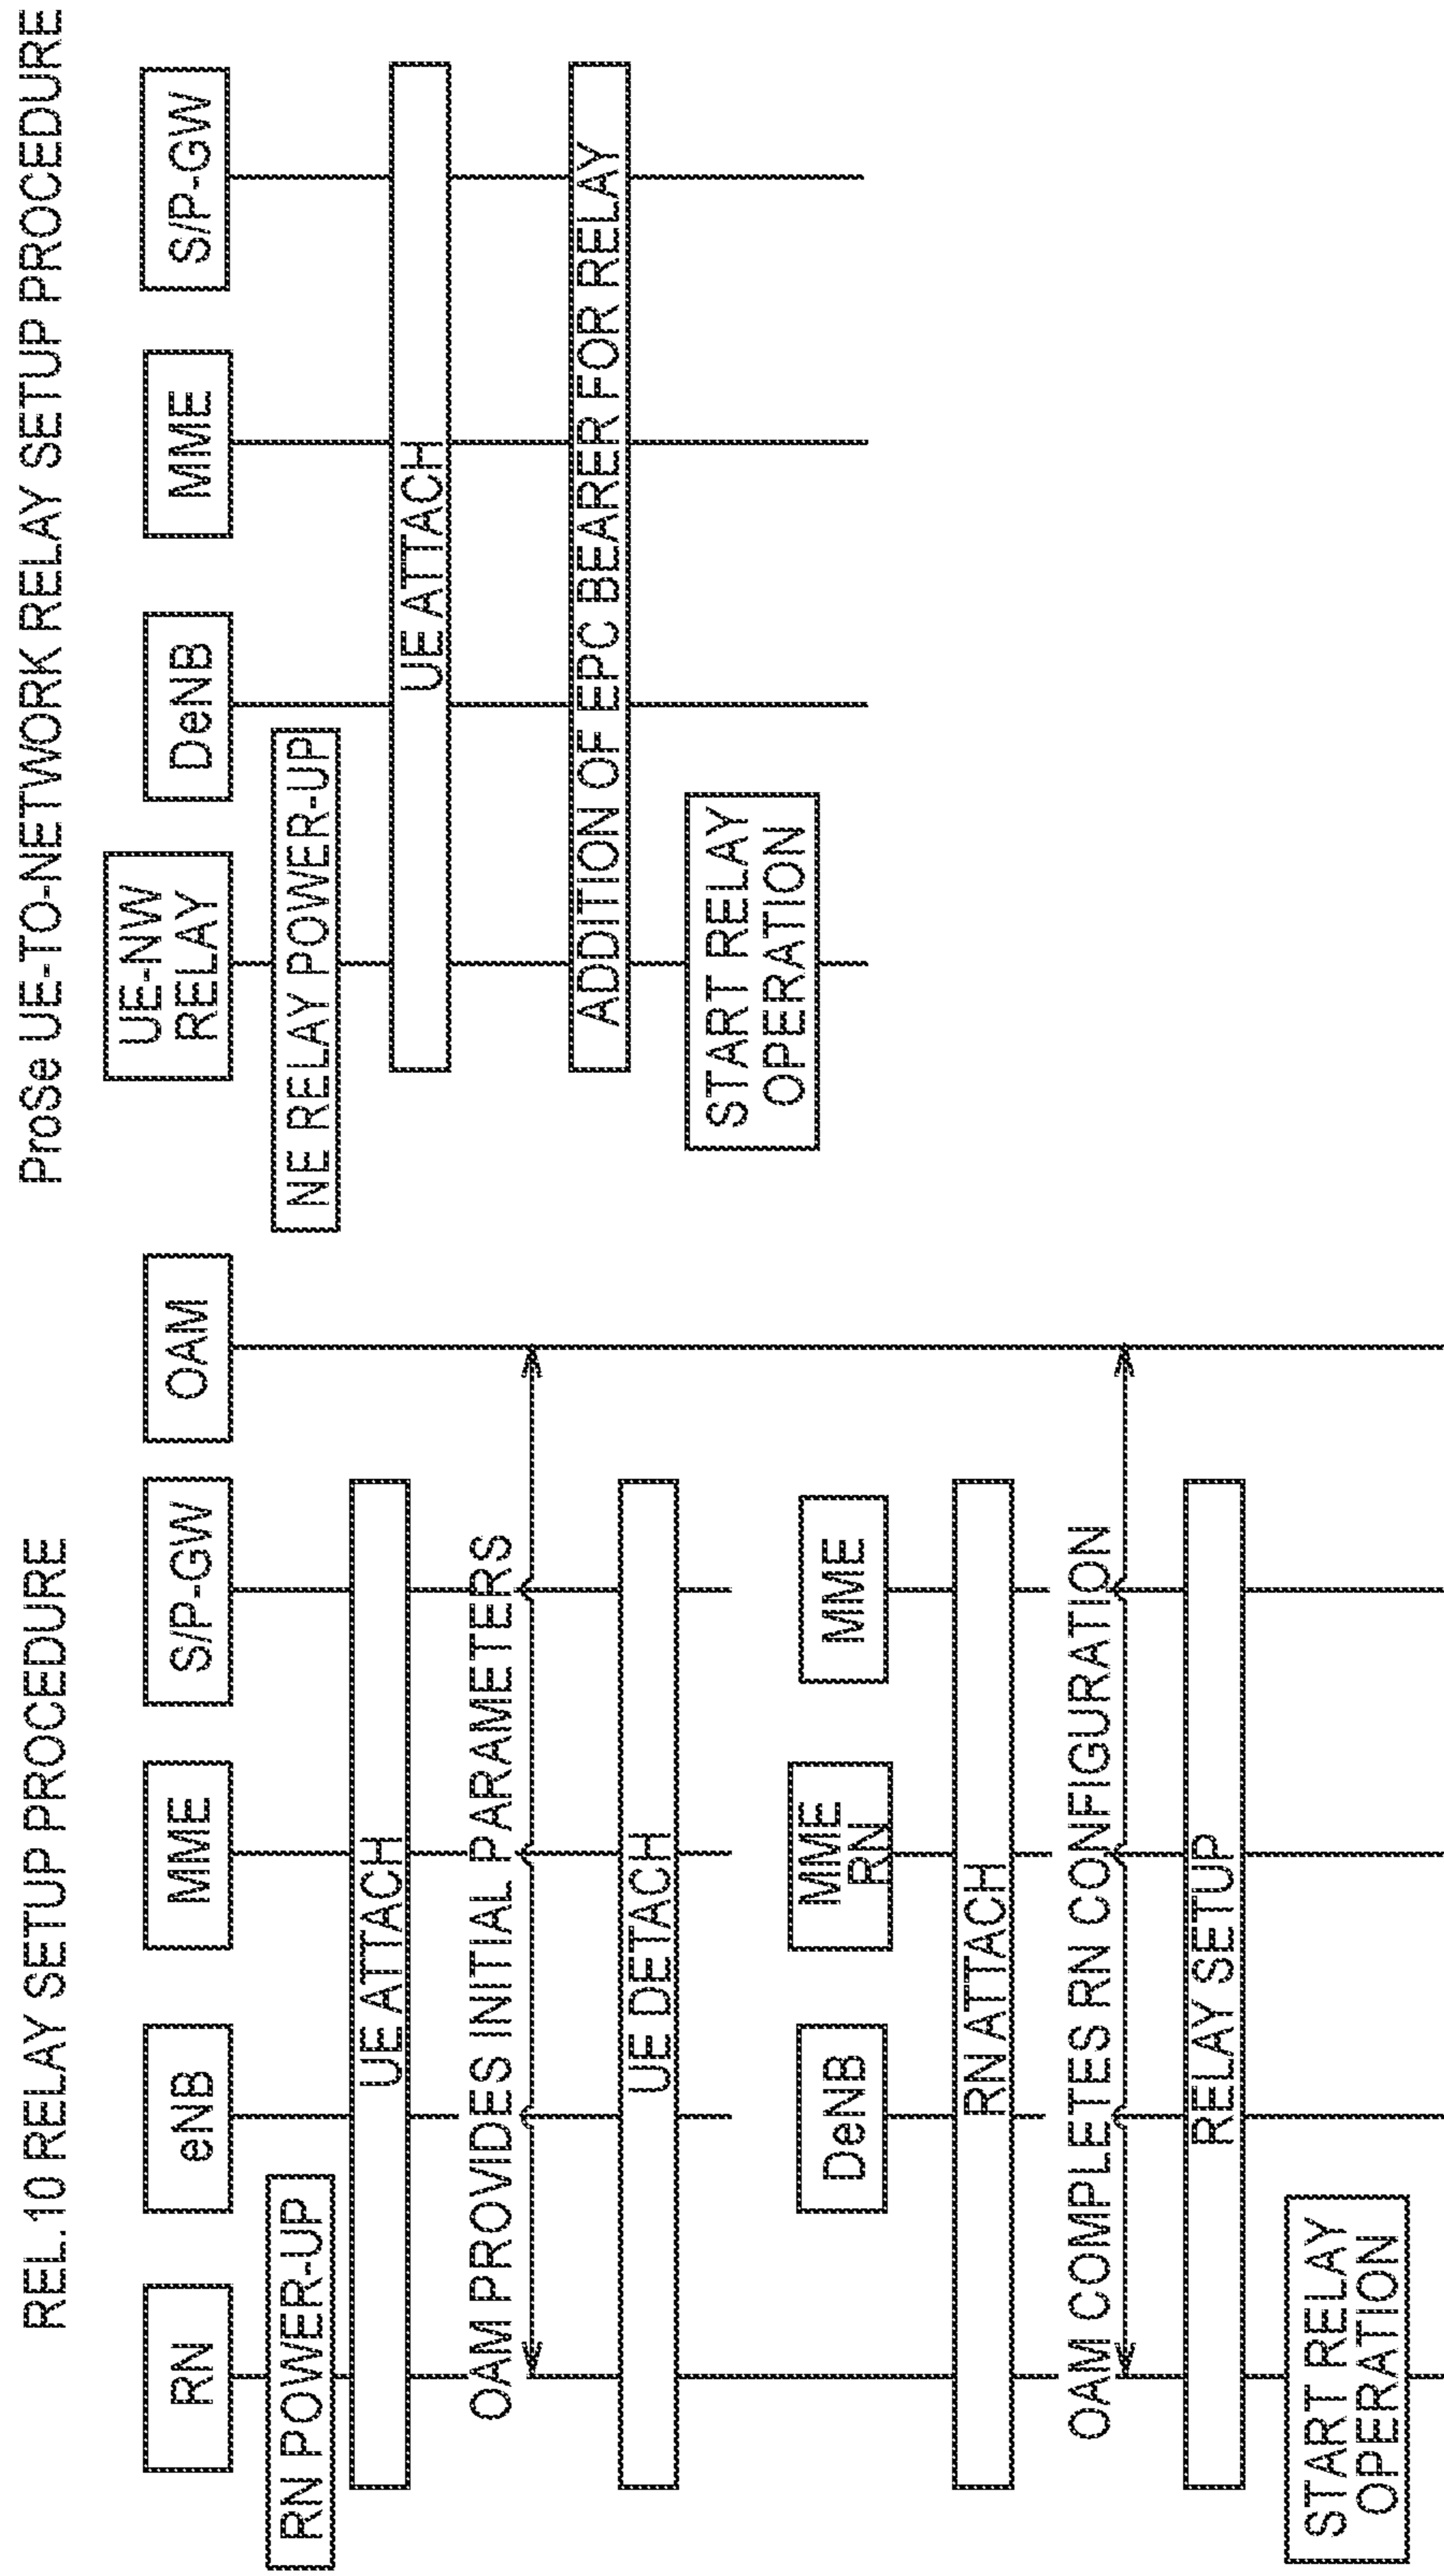 REL.10 RELAY SETUP PROCEDURE
RN
eNB
MME
S/P-GW
OAM
RN POWER-UP
UE ATTACH
OAM PROVIDES INITIAL PARAMETERS
UE DETACH
DeNB
MME
RN
MME
RN ATTACH
OAM COMPLETES RN CONFIGURATION
RELAY SETUP
START RELAY
OPERATION
ProSe UE-TO-NETWORK RELAY SETUP PROCEDURE
UE-NW
RELAY
DeNB
MME
S/P-GW
NE RELAY POWER-UP
UE ATTACH
ADDITION OF EPC BEARER FOR RELAY
START RELAY
OPERATION